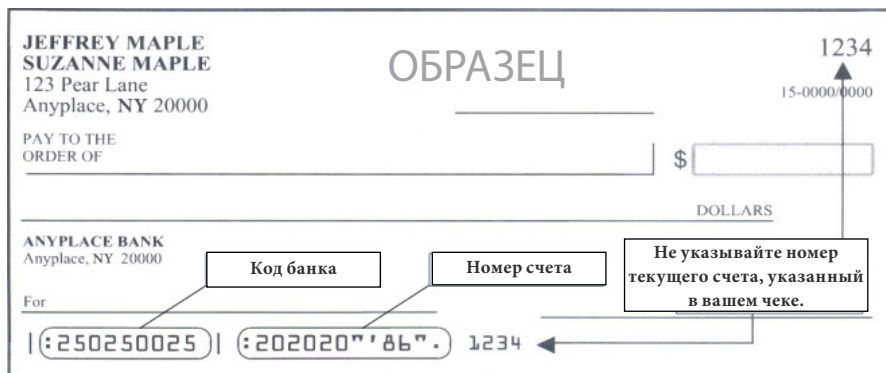 JEFFREY MAPLE
SUZANNE MAPLE
123 Pear Lane
Anyplace, NY 20000
ОБРАЗЕЦ
1234
15-0000/0000
PAY TO THE
ORDER OF
$
DOLLARS
ANYPLACE BANK
Anyplace, NY 20000
Код банка
Номер счета
Не указывайте номер
текущего счета, указанный
в вашем чеке.
For
|:250250025| :202020"'86". 1234